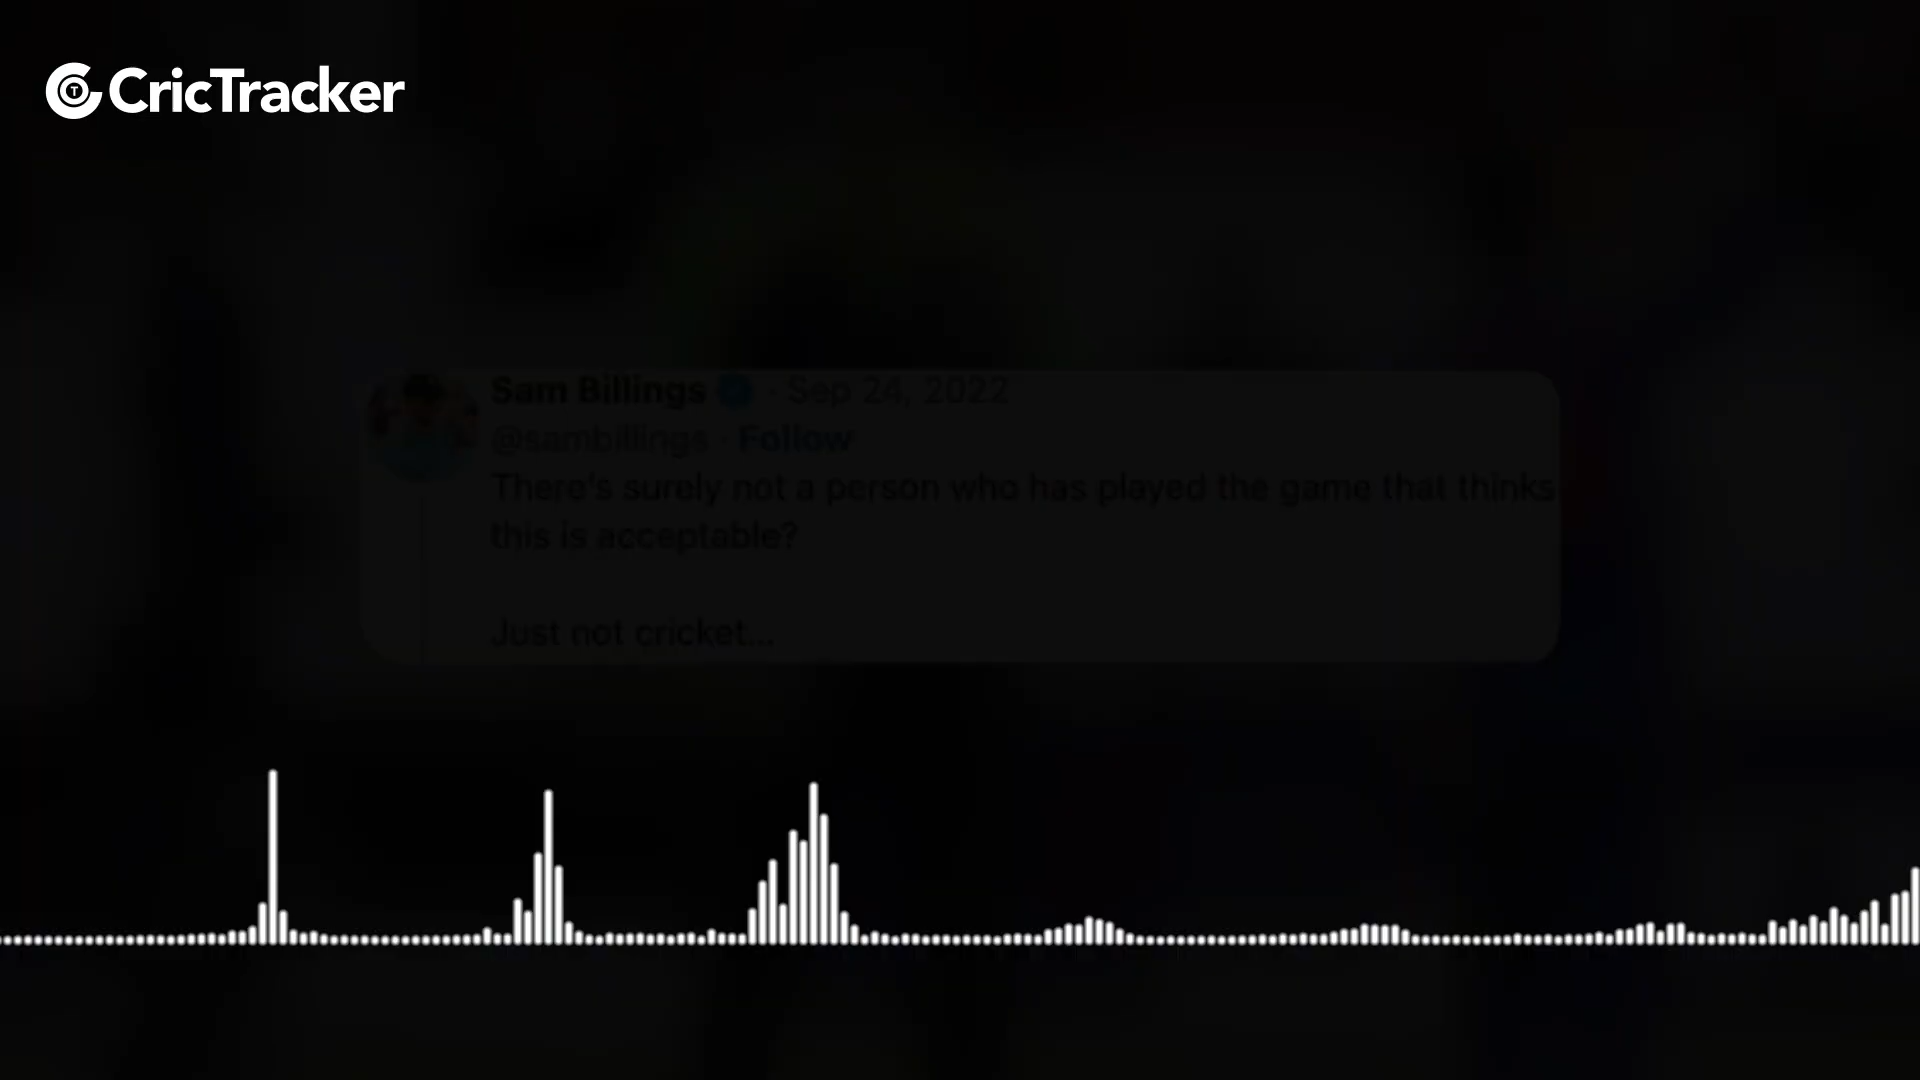 CricTracker
Sam Billings · Sep 24, 2022
@sambillings · Follow
There's surely not a person who has played the game that thinks
this is acceptable?
Just not cricket...